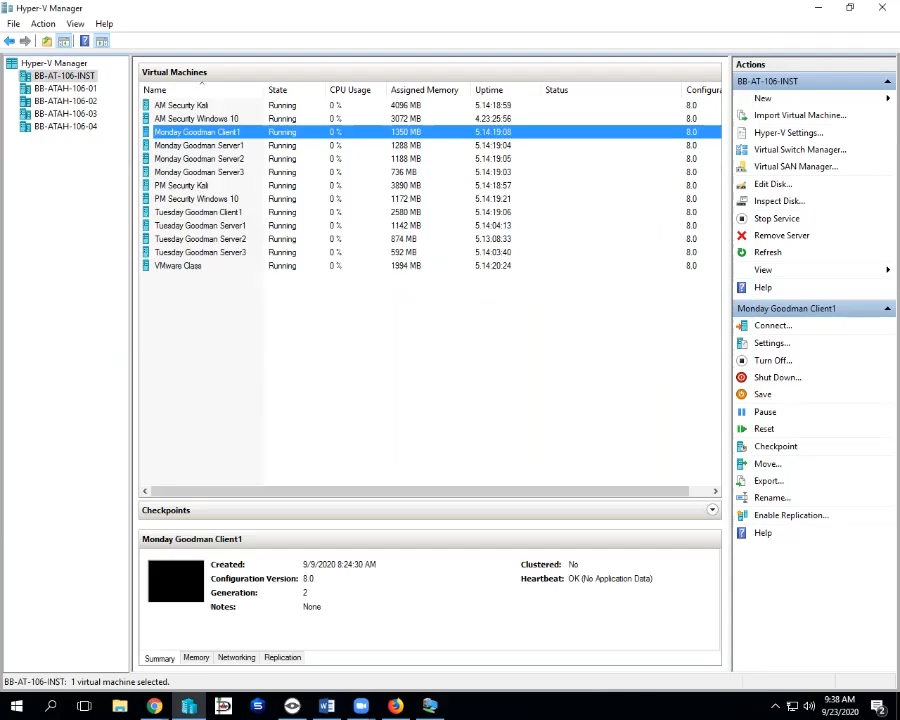 Hyper-V Manager
File Action View Help
Hyper-V Manager
BB-AT-106-INST
BB-ATAH-106-01
BB-ATAH-106-02
BB-ATAH-106-03
BB-ATAH-106-04
Virtual Machines
Name State CPU Usage Assigned Memory Uptime Status Configura
AM Security Kali Running 0 % 4096 MB 5.14:18:59 8.0
AM Security Windows 10 Running 0 % 3072 MB 4.23:25:56 8.0
Monday Goodman Client1 Running 0 % 1350 MB 5.14:19:08 8.0
Monday Goodman Server1 Running 0 % 1288 MB 5.14:19:04 8.0
Monday Goodman Server2 Running 0 % 1188 MB 5.14:19:05 8.0
Monday Goodman Server3 Running 0 % 736 MB 5.14:19:03 8.0
PM Security Kali Running 0 % 3890 MB 5.14:18:57 8.0
PM Security Windows 10 Running 0 % 1172 MB 5.14:19:21 8.0
Tuesday Goodman Client1 Running 0 % 2580 MB 5.14:19:06 8.0
Tuesday Goodman Server1 Running 0 % 1142 MB 5.14:04:13 8.0
Tuesday Goodman Server2 Running 0 % 874 MB 5.13:08:33 8.0
Tuesday Goodman Server3 Running 0 % 592 MB 5.14:03:40 8.0
VMware Class Running 0 % 1994 MB 5.14:20:24 8.0
Checkpoints
Monday Goodman Client1
Created: 9/9/2020 8:24:30 AM Clustered: No
Configuration Version: 8.0 Heartbeat: OK (No Application Data)
Generation: 2
Notes: None
Summary Memory Networking Replication
Actions
BB-AT-106-INST
New
Import Virtual Machine...
Hyper-V Settings...
Virtual Switch Manager...
Virtual SAN Manager...
Edit Disk...
Inspect Disk...
Stop Service
Remove Server
Refresh
View
Help
Monday Goodman Client1
Connect...
Settings...
Turn Off...
Shut Down...
Save
Pause
Reset
Checkpoint
Move...
Export...
Rename...
Enable Replication...
Help
BB-AT-106-INST: 1 virtual machine selected.
9:38 AM
9/23/2020
2